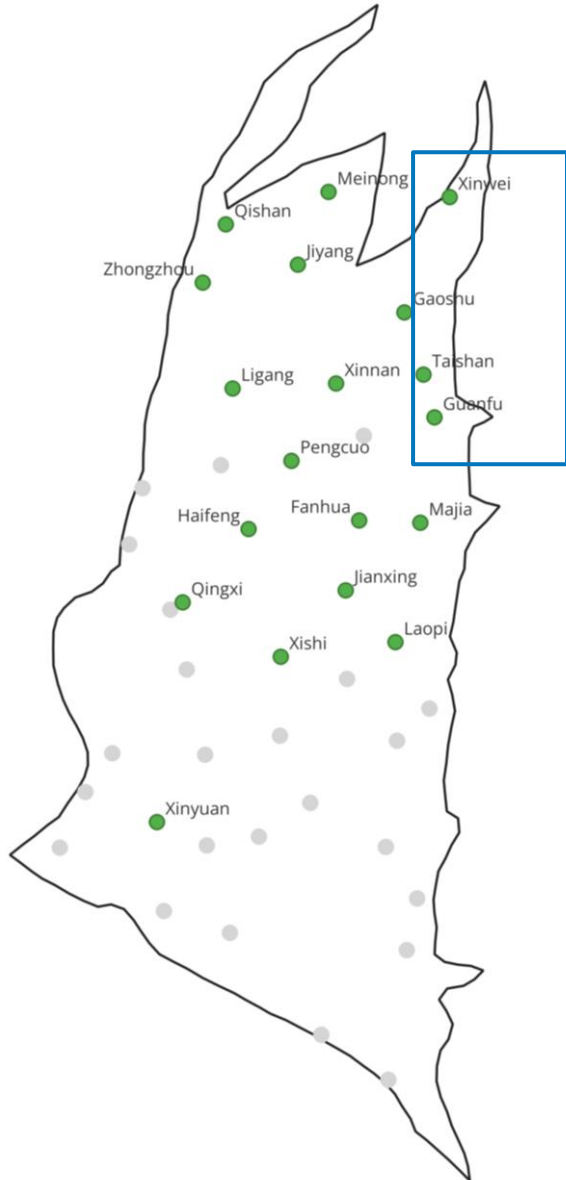 Meinong
Xinwei
Qishan
Jiyang
Zhongzhou
Gaoshu
Taishan
Xinnan
Ligang
Guanfu
Pengcuo
Fanhua
Majia
Haifeng
Jianxing
Qingxi
Laopi
Xishi
Xinyuan